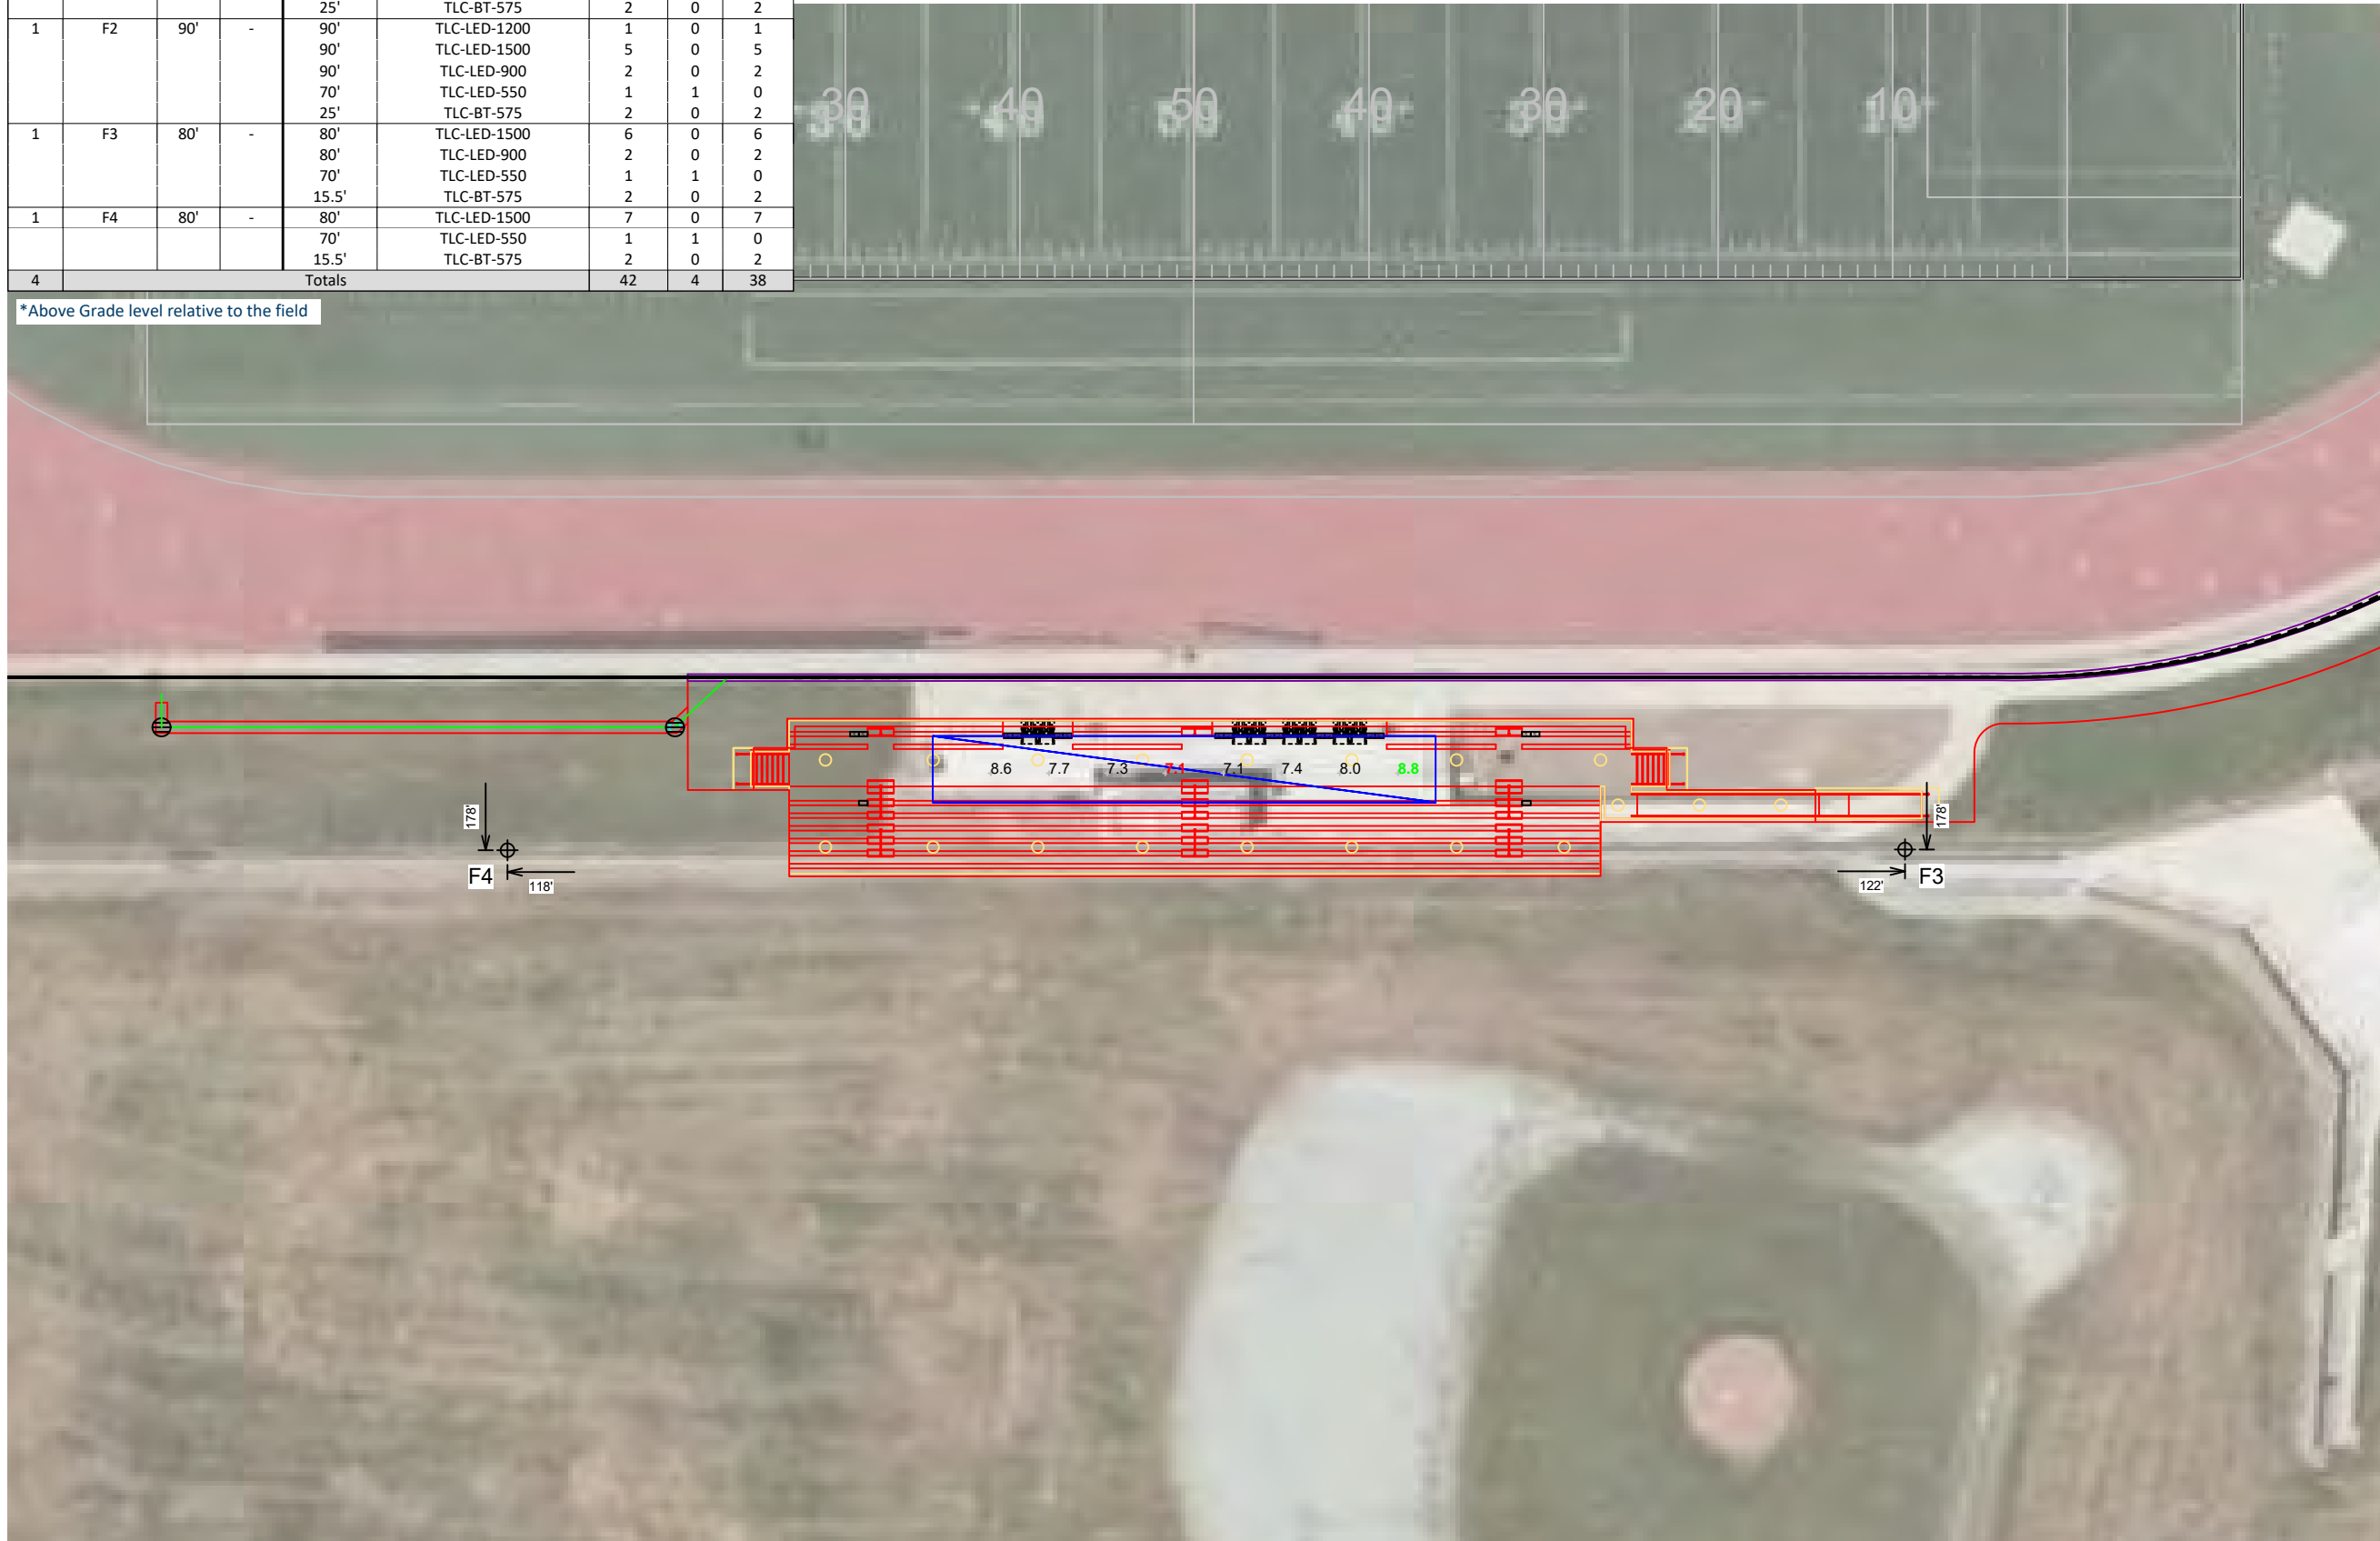 25' TLC-BT-575 2 0 2
1 F2 90' - 90' TLC-LED-1200 1 0 1
90' TLC-LED-1500 5 0 5
90' TLC-LED-900 2 0 2
70' TLC-LED-550 1 1 0
25' TLC-BT-575 2 0 2
1 F3 80' - 80' TLC-LED-1500 6 0 6
80' TLC-LED-900 2 0 2
70' TLC-LED-550 1 1 0
15.5' TLC-BT-575 2 0 2
1 F4 80' - 80' TLC-LED-1500 7 0 7
70' TLC-LED-550 1 1 0
15.5' TLC-BT-575 2 0 2
4 Totals 42 4 38
*Above Grade level relative to the field
30 40 50 40 30 20 10
8.6 7.7 7.3 7.1 7.1 7.4 8.0 8.8
178'
F4
118'
178'
122'
F3